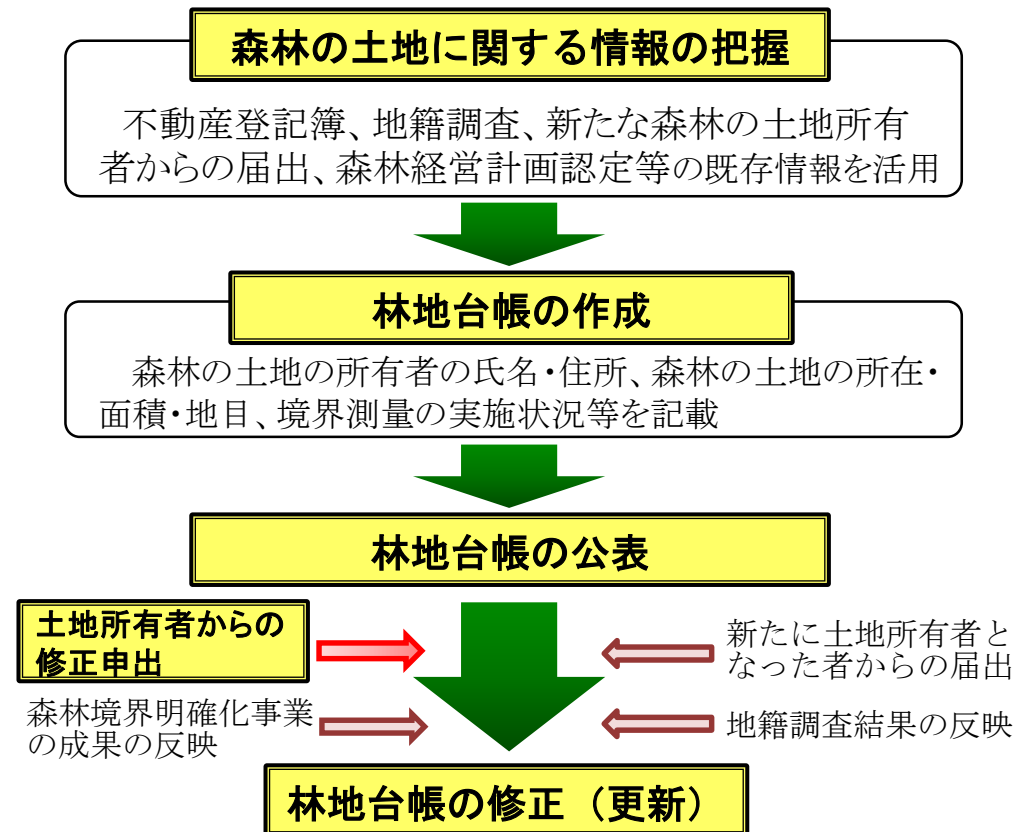 森林の土地に関する情報の把握
不動産登記簿、地籍調査、新たな森林の土地所有
者からの届出、森林経営計画認定等の既存情報を活用
林地台帳の作成
森林の土地の所有者の氏名・住所、森林の土地の所在・
面積・地目、境界測量の実施状況等を記載
林地台帳の公表
土地所有者からの
修正申出
新たに土地所有者と
なった者からの届出
森林境界明確化事業
の成果の反映
地籍調査結果の反映
林地台帳の修正（更新）